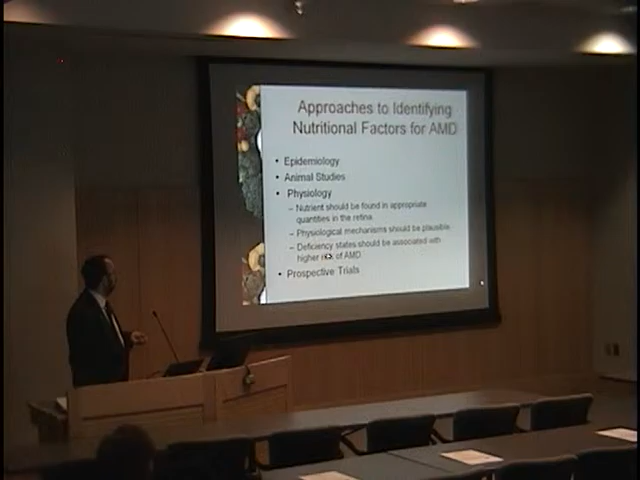 Approaches to Identifying
Nutritional Factors for AMD
• Epidemiology
• Animal Studies
• Physiology
– Nutrient should be found in appropriate
quantities in the retina
– Physiological mechanisms should be plausible.
– Deficiency states should be associated with
higher risk of AMD.
• Prospective Trials